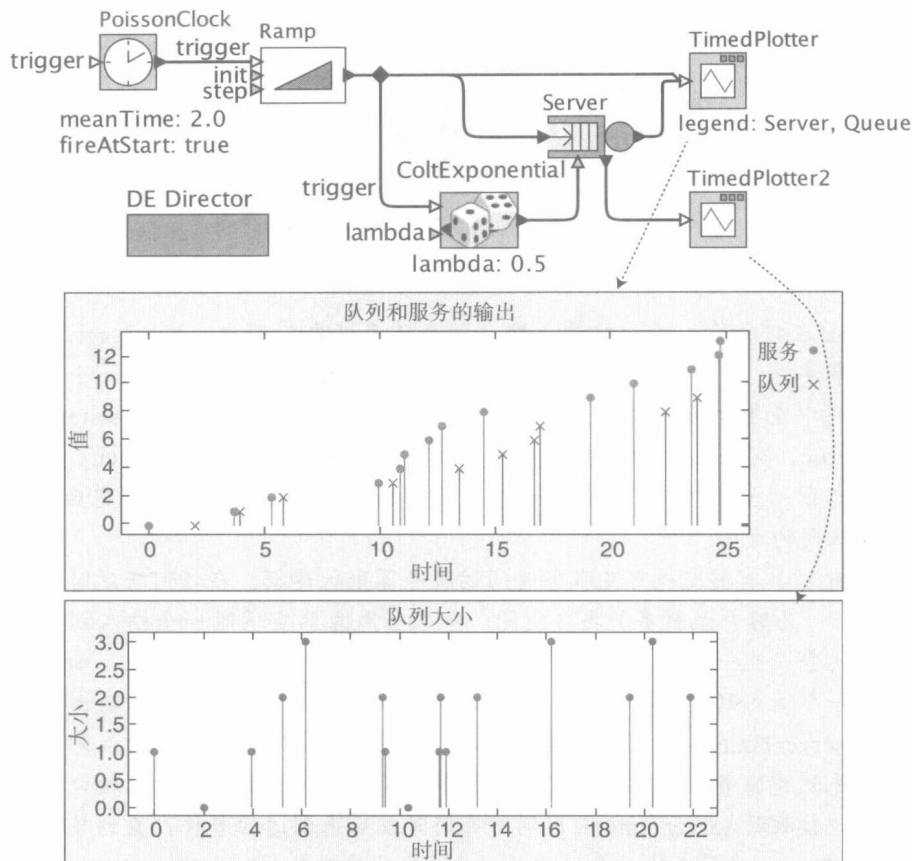 PoissonClock
trigger
trigger
Ramp
init
step
meanTime: 2.0
fireAtStart: true
Server
TimedPlotter
legend: Server, Queue
ColtExponential
trigger
lambda
lambda: 0.5
TimedPlotter2
DE Director
队列和服务的输出
服务
队列
值
12
10
8
6
4
2
0
0 5 10 15 20 25
时间
队列大小
大小
3.0
2.5
2.0
1.5
1.0
0.5
0.0
0 2 4 6 8 10 12 14 16 18 20 22
时间